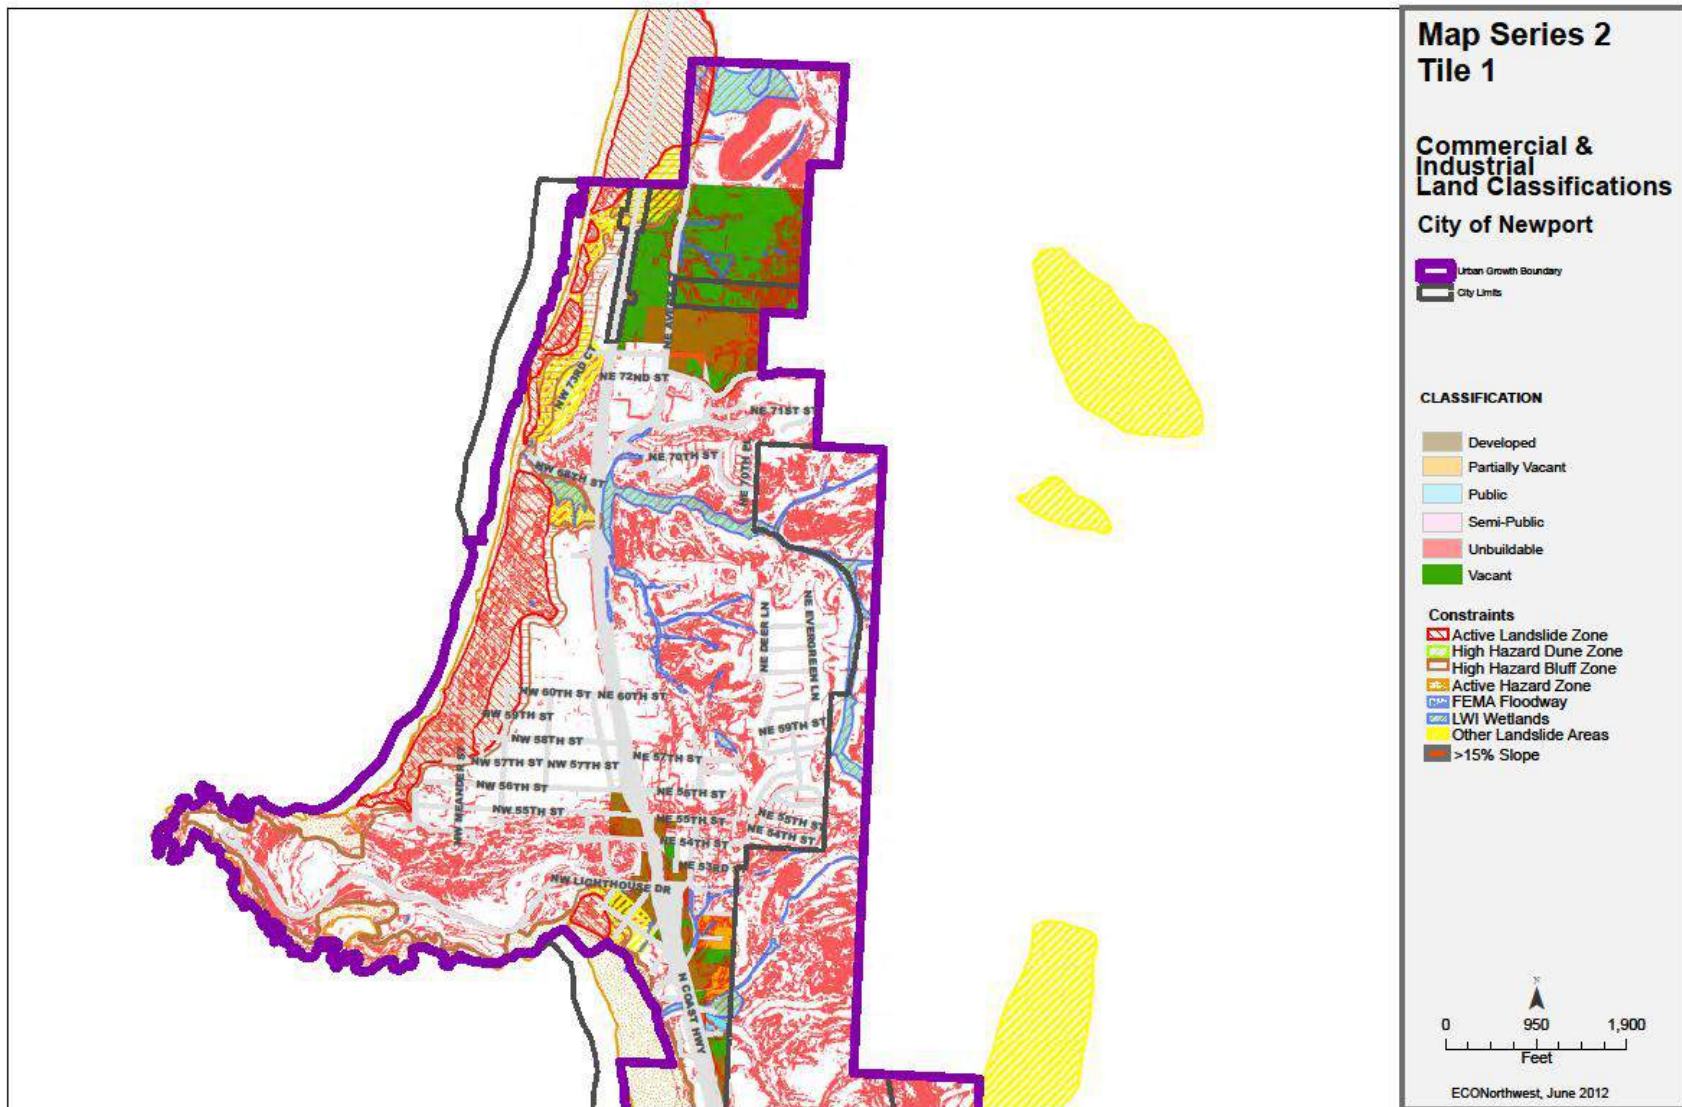 Map Series 2
Tile 1
Commercial &
Industrial
Land Classifications
City of Newport
Urban Growth Boundary
City Limits
CLASSIFICATION
Developed
Partially Vacant
Public
Semi-Public
Unbuildable
Vacant
Constraints
Active Landslide Zone
High Hazard Dune Zone
High Hazard Bluff Zone
Active Hazard Zone
FEMA Floodway
LWI Wetlands
Other Landslide Areas
>15% Slope
N
0 950 1,900
Feet
ECONorthwest, June 2012
NW 73RD CT
NE 72ND ST
NE 71ST ST
NE 70TH ST
NE 70TH PL
NW 68TH ST
NE DEER LN
NE EVERGREEN LN
NW 60TH ST
NE 60TH ST
NW 59TH ST
NE 59TH ST
NW 58TH ST
NW 57TH ST
NW 57TH ST
NE 57TH ST
NW MEANDER ST
NW 56TH ST
NE 56TH ST
NW 55TH ST
NE 55TH ST
NE 55TH ST
NE 54TH ST
NE 54TH ST
NE 53RD
NW LIGHTHOUSE DR
N COAST HWY